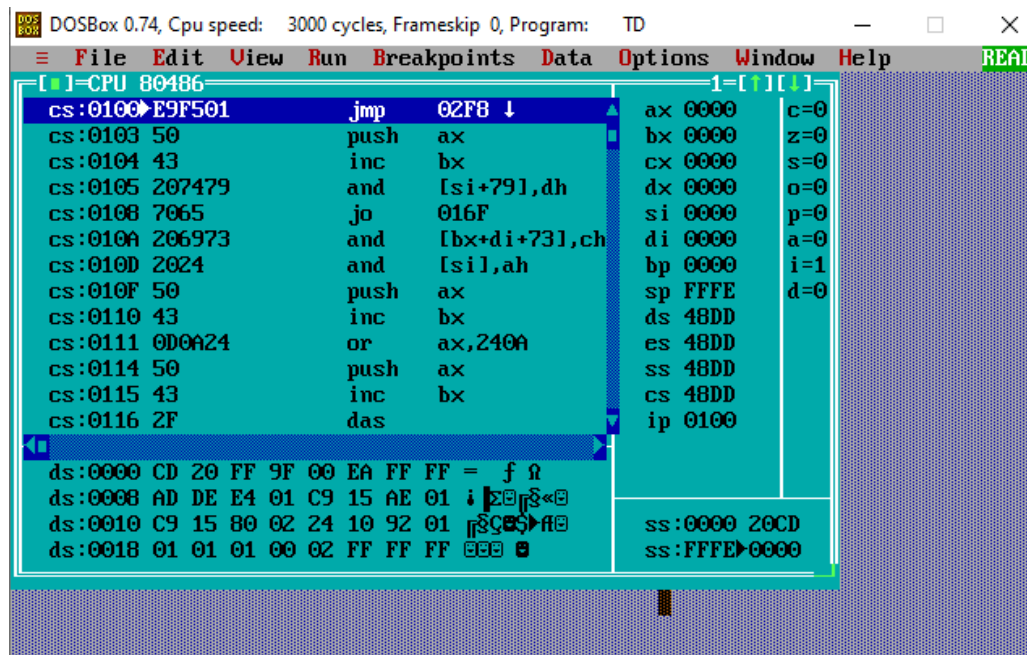 DOSBox 0.74, Cpu speed: 3000 cycles, Frameskip 0, Program: TD
≡ File Edit View Run Breakpoints Data Options Window Help READ
[■]=CPU 80486 1=[↑][↓]
cs:0100►E9F501 jmp 02F8 ↓ ax 0000 c=0
cs:0103 50 push ax bx 0000 z=0
cs:0104 43 inc bx cx 0000 s=0
cs:0105 207479 and [si+79],dh dx 0000 o=0
cs:0108 7065 jo 016F si 0000 p=0
cs:010A 206973 and [bx+di+73],ch di 0000 a=0
cs:010D 2024 and [si],ah bp 0000 i=1
cs:010F 50 push ax sp FFFE d=0
cs:0110 43 inc bx ds 48DD
cs:0111 0D0A24 or ax,240A es 48DD
cs:0114 50 push ax ss 48DD
cs:0115 43 inc bx cs 48DD
cs:0116 2F das ip 0100
ds:0000 CD 20 FF 9F 00 EA FF FF = ƒ Ω
ds:0008 AD DE E4 01 C9 15 AE 01 ¡▐Σ☺╔§«☺
ds:0010 C9 15 80 02 24 10 92 01 ╔§Ç☻$►Æ☺ ss:0000 20CD
ds:0018 01 01 01 00 02 FF FF FF ☺☺☺ ☻ ss:FFFE►0000